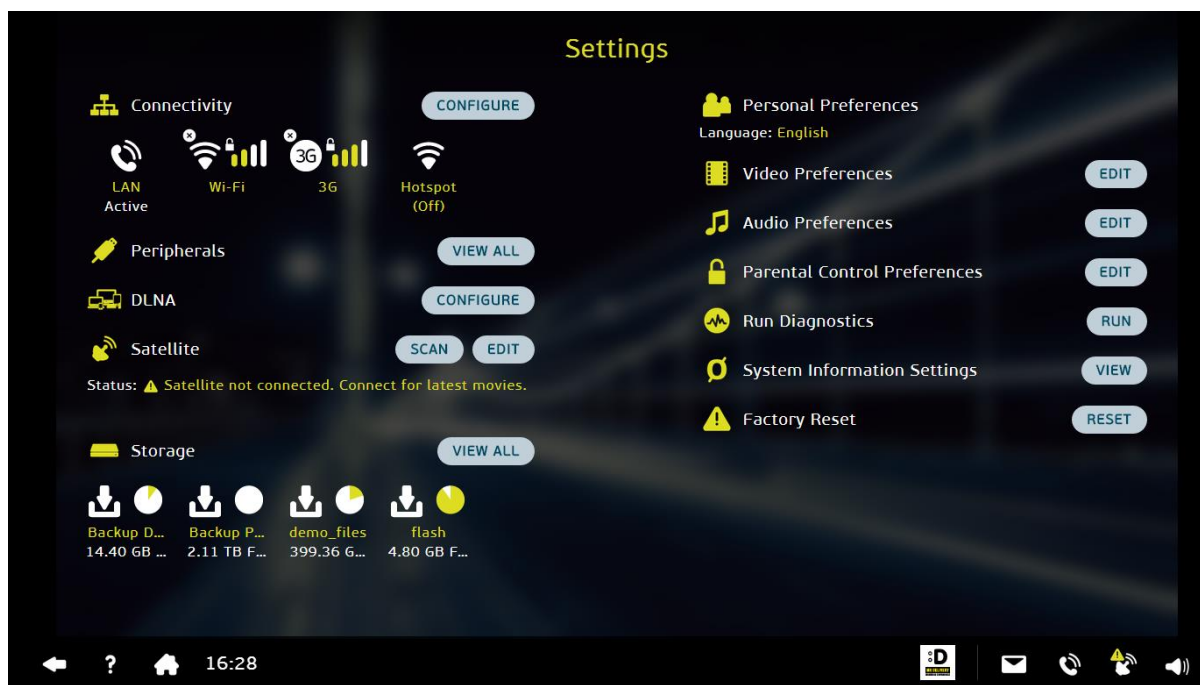 Settings
Connectivity
CONFIGURE
3G
LAN
Active
Wi-Fi
3G
Hotspot
(Off)
Peripherals
VIEW ALL
DLNA
CONFIGURE
Satellite
SCAN
EDIT
Status: Satellite not connected. Connect for latest movies.
Storage
VIEW ALL
Backup D...
14.40 GB ...
Backup P...
2.11 TB F...
demo_files
399.36 G...
flash
4.80 GB F...
Personal Preferences
Language: English
Video Preferences
EDIT
Audio Preferences
EDIT
Parental Control Preferences
EDIT
Run Diagnostics
RUN
System Information Settings
VIEW
Factory Reset
RESET
?
16:28
:D